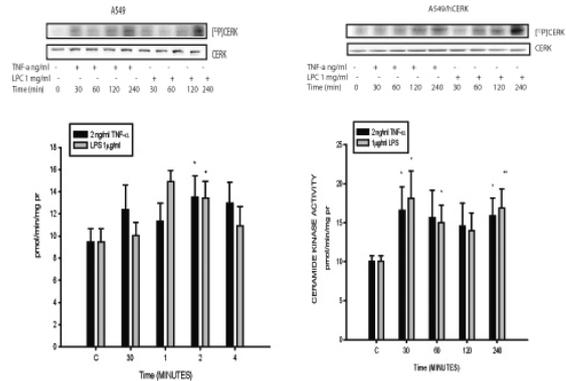 A549
[³²P]CERK
CERK
TNF-a ng/ml - + + + + - - - -
LPC 1 mg/ml - - - - - + + + +
Time (min) 0 30 60 120 240 30 60 120 240
2 ng/ml TNF-α
LPS 1µg/ml
pmol/min/mg pr
18
16
14
12
10
8
6
4
2
0
C 30 1 2 4
Time (MINUTES)
A549/hCERK
[³²P]CERK
CERK
TNF-a ng/ml - + + + + - - - -
LPC 1 mg/ml - - - - - + + + +
Time (min) 0 30 60 120 240 30 60 120 240
2 ng/ml TNF-α
1µg/ml LPS
CERAMIDE KINASE ACTIVITY
pmol/min/mg pr
25
20
15
10
5
0
C 30 60 120 240
Time (MINUTES)